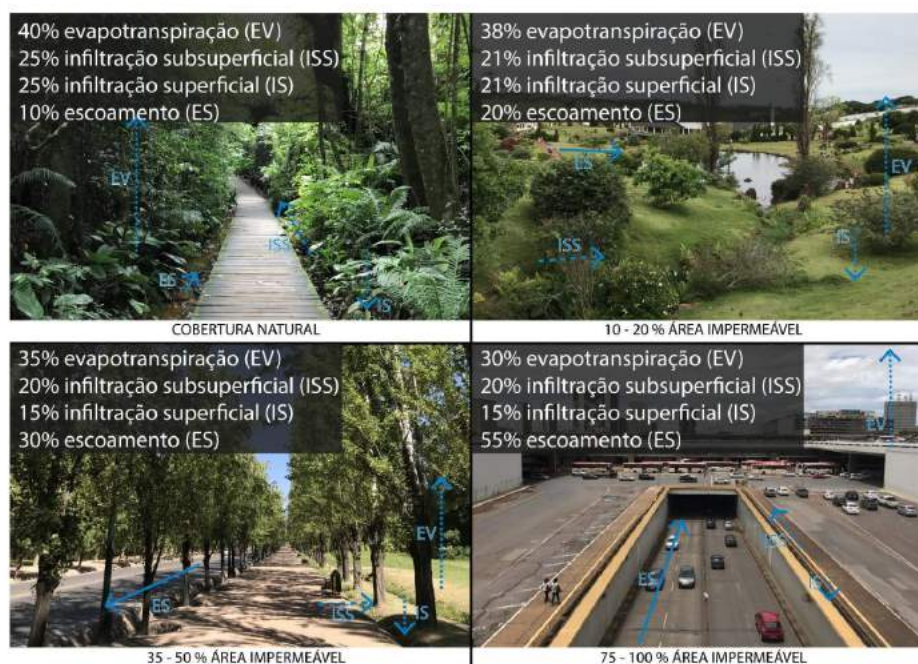 40% evapotranspiração (EV)
25% infiltração subsuperficial (ISS)
25% infiltração superficial (IS)
10% escoamento (ES)
EV
ISS
ES
IS
COBERTURA NATURAL
38% evapotranspiração (EV)
21% infiltração subsuperficial (ISS)
21% infiltração superficial (IS)
20% escoamento (ES)
ES
EV
ISS
IS
10 - 20 % ÁREA IMPERMEÁVEL
35% evapotranspiração (EV)
20% infiltração subsuperficial (ISS)
15% infiltração superficial (IS)
30% escoamento (ES)
EV
ES
ISS
IS
35 - 50 % ÁREA IMPERMEÁVEL
30% evapotranspiração (EV)
20% infiltração subsuperficial (ISS)
15% infiltração superficial (IS)
55% escoamento (ES)
EV
ISS
ES
IS
75 - 100 % ÁREA IMPERMEÁVEL